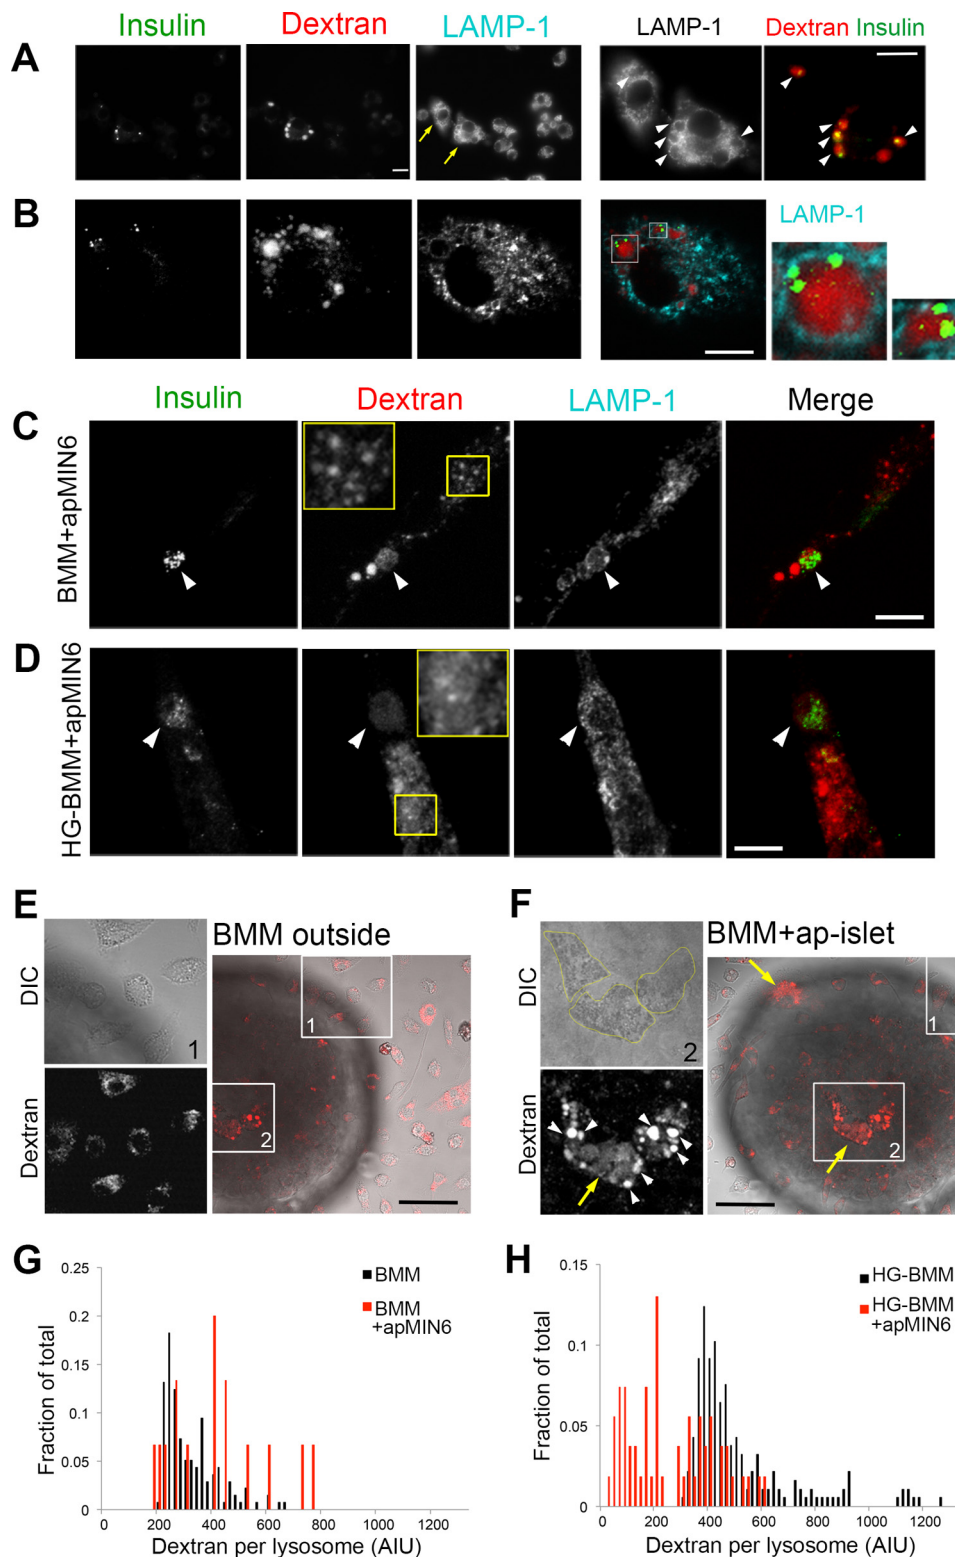 Insulin Dextran LAMP-1 LAMP-1 Dextran Insulin
A
B
LAMP-1
Insulin Dextran LAMP-1 Merge
C
BMM+apMIN6
D
HG-BMM+apMIN6
E
BMM outside
DIC
1
1
2
Dextran
F
BMM+ap-islet
DIC
2
1
2
Dextran
G
0.25
0.2
0.15
0.1
0.05
0
Fraction of total
BMM
BMM
+apMIN6
0 200 400 600 800 1000 1200
Dextran per lysosome (AIU)
H
0.15
0.1
0.05
0
Fraction of total
HG-BMM
HG-BMM
+apMIN6
0 200 400 600 800 1000 1200
Dextran per lysosome (AIU)